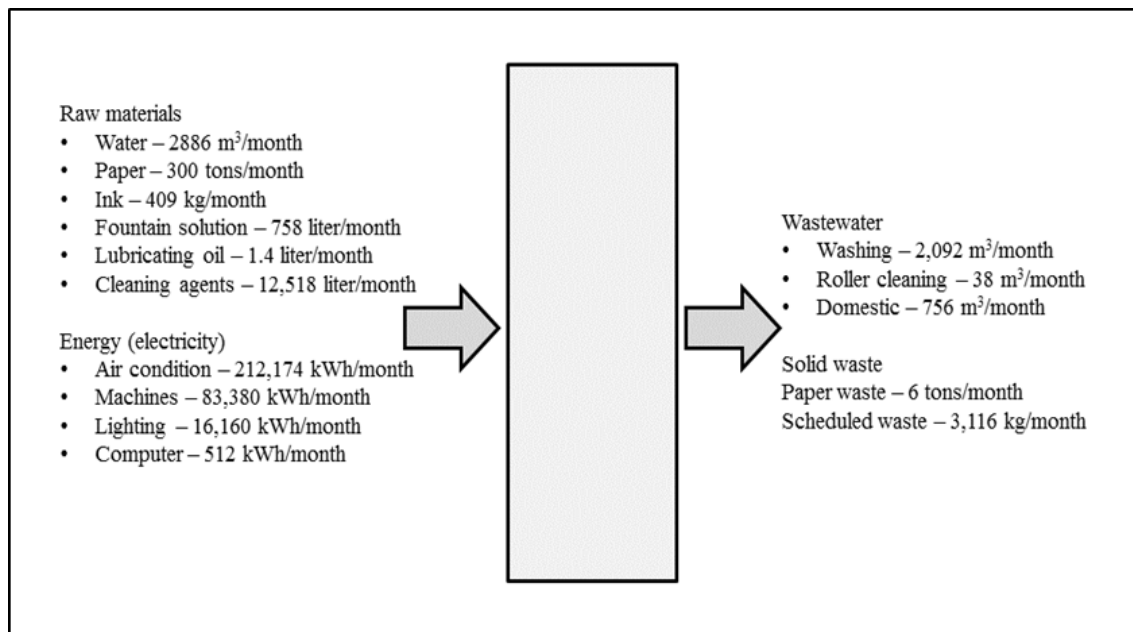 Raw materials
• Water – 2886 m³/month
• Paper – 300 tons/month
• Ink – 409 kg/month
• Fountain solution – 758 liter/month
• Lubricating oil – 1.4 liter/month
• Cleaning agents – 12,518 liter/month
Energy (electricity)
• Air condition – 212,174 kWh/month
• Machines – 83,380 kWh/month
• Lighting – 16,160 kWh/month
• Computer – 512 kWh/month
Wastewater
• Washing – 2,092 m³/month
• Roller cleaning – 38 m³/month
• Domestic – 756 m³/month
Solid waste
Paper waste – 6 tons/month
Scheduled waste – 3,116 kg/month